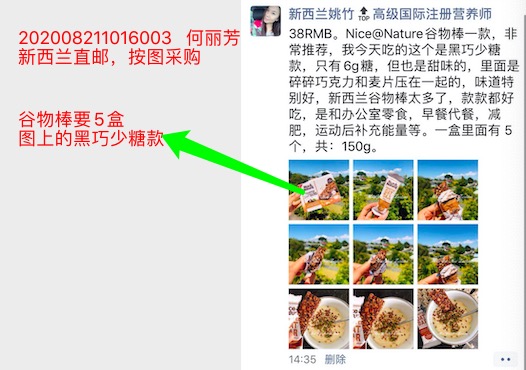 202008211016003 何丽芳
新西兰直邮，按图采购
谷物棒要5盒
图上的黑巧少糖款
新西兰姚竹🔝高级国际注册营养师
38RMB。Nice@Nature谷物棒一款，非
常推荐，我今天吃的这个是黑巧少糖
款，只有6g糖，但也是甜味的，里面是
碎碎巧克力和麦片压在一起的，味道特
别好，新西兰谷物棒太多了，款款都好
吃，是和办公室零食，早餐代餐，减
肥，运动后补充能量等。一盒里面有5
个，共：150g。
14:35 删除